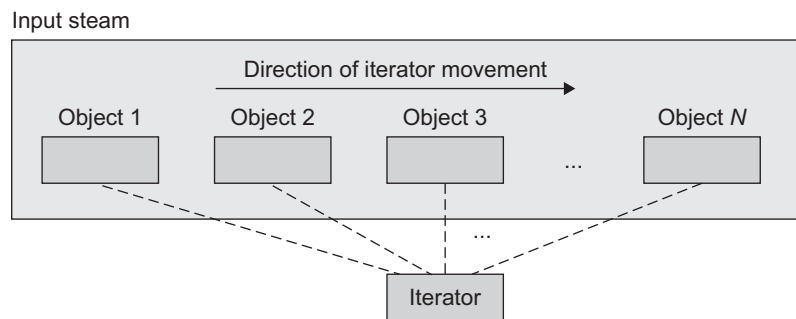 Input steam
Direction of iterator movement
Object 1 Object 2 Object 3 Object N
...
...
Iterator